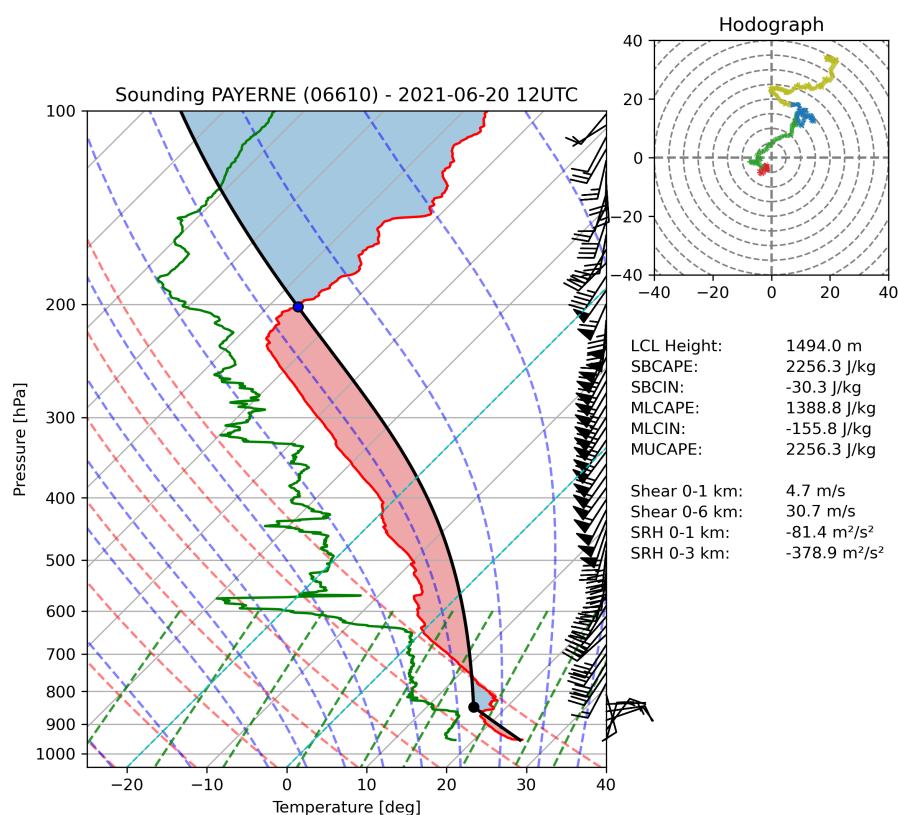 Hodograph
40
20
0
−20
−40
−40
−20
0
20
40
Sounding PAYERNE (06610) - 2021-06-20 12UTC
100
200
300
400
500
600
700
800
900
1000
Pressure [hPa]
−20
−10
0
10
20
30
40
Temperature [deg]
LCL Height: 1494.0 m
SBCAPE: 2256.3 J/kg
SBCIN: -30.3 J/kg
MLCAPE: 1388.8 J/kg
MLCIN: -155.8 J/kg
MUCAPE: 2256.3 J/kg
Shear 0-1 km: 4.7 m/s
Shear 0-6 km: 30.7 m/s
SRH 0-1 km: -81.4 m²/s²
SRH 0-3 km: -378.9 m²/s²